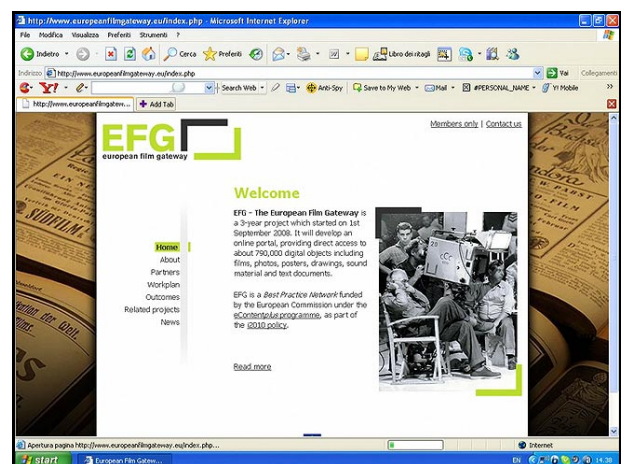 http://www.europeanfilmgateway.eu/index.php - Microsoft Internet Explorer
File Modifica Visualizza Preferiti Strumenti ?
Indietro Cerca Preferiti Libro dei ritagli
Indirizzo http://www.europeanfilmgateway.eu/index.php Vai Collegamenti
Y! Search Web Anti-Spy Save to My Web Mail #PERSONAL_NAME Y! Mobile >>
http://www.europeanfilmgatew... Add Tab
Members only | Contact us
EFG
european film gateway
Welcome
EFG - The European Film Gateway is
a 3-year project which started on 1st
September 2008. It will develop an
online portal, providing direct access to
about 790,000 digital objects including
films, photos, posters, drawings, sound
material and text documents.
EFG is a Best Practice Network funded
by the European Commission under the
eContentplus programme, as part of
the i2010 policy.
Read more
Home
About
Partners
Workplan
Outcomes
Related projects
News
SÜDFILM
Apertura pagina http://www.europeanfilmgateway.eu/index.php... Internet
start European Film Gatew... EN 14.30